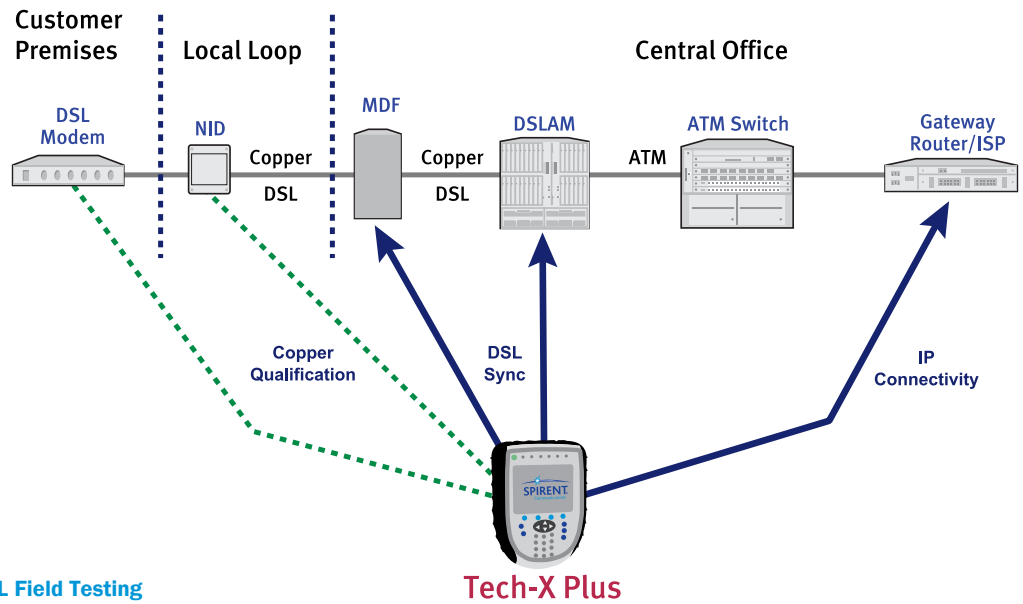 Customer
Premises
Local Loop
Central Office
DSL
Modem
NID
Copper
DSL
MDF
Copper
DSL
DSLAM
ATM
ATM Switch
Gateway
Router/ISP
Copper
Qualification
DSL
Sync
IP
Connectivity
SPIRENT
L Field Testing
Tech-X Plus